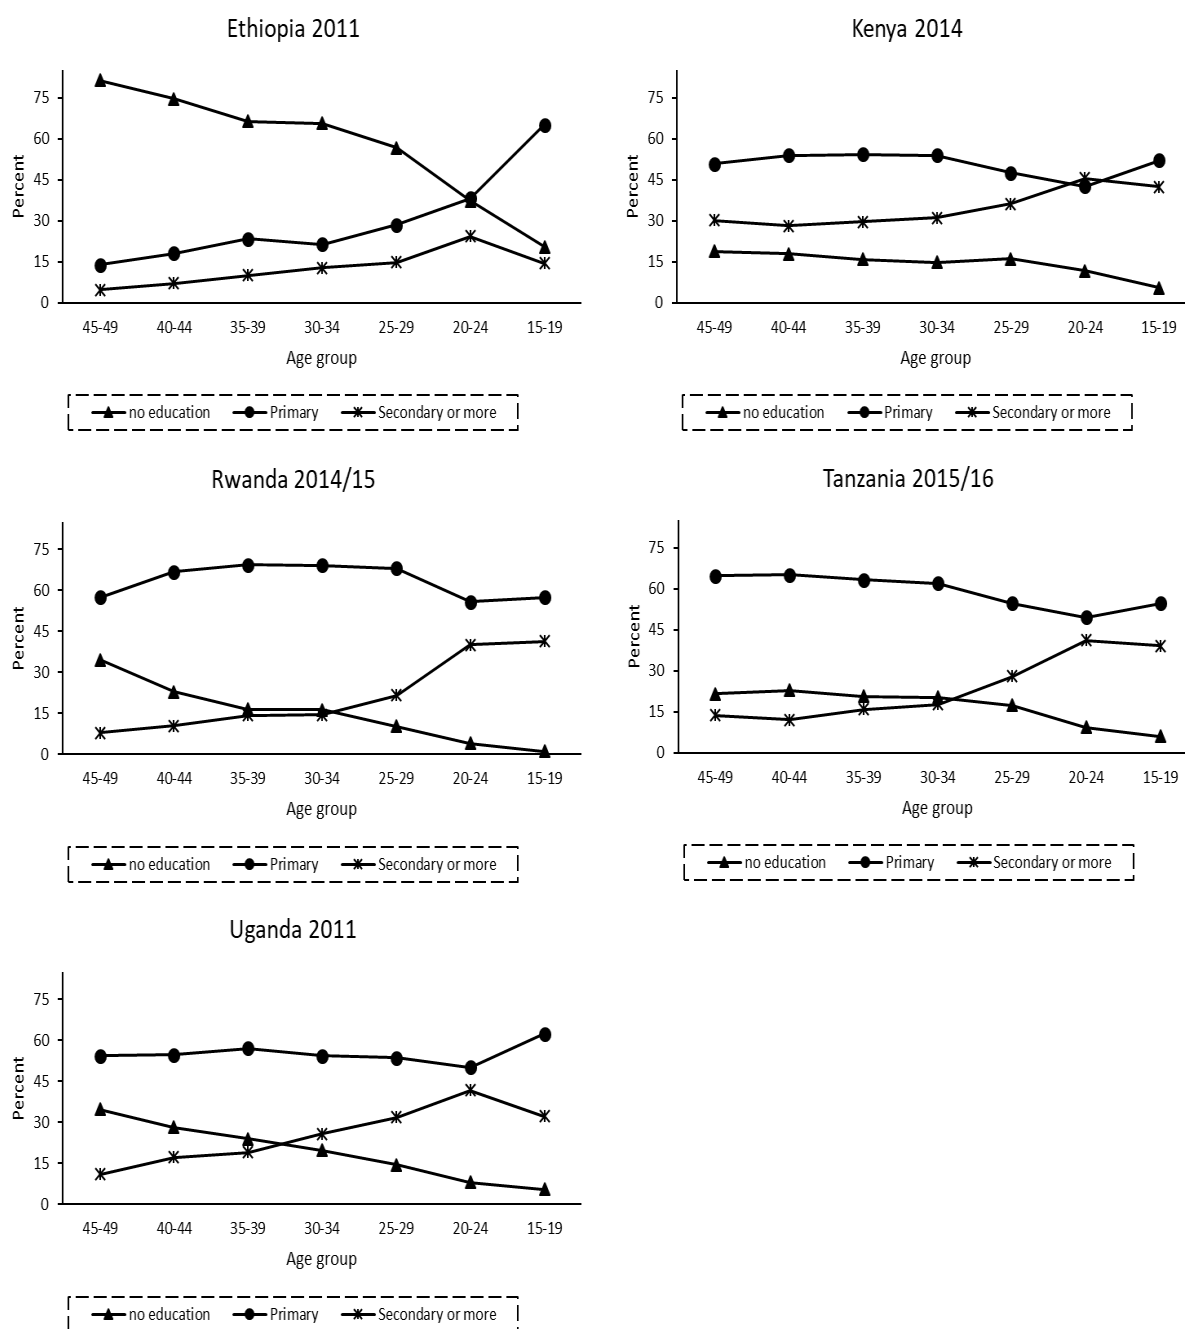 Ethiopia 2011
75
60
45
30
15
0
Percent
45-49 40-44 35-39 30-34 25-29 20-24 15-19
Age group
no education Primary Secondary or more
Kenya 2014
75
60
45
30
15
0
Percent
45-49 40-44 35-39 30-34 25-29 20-24 15-19
Age group
no education Primary Secondary or more
Rwanda 2014/15
75
60
45
30
15
0
Percent
45-49 40-44 35-39 30-34 25-29 20-24 15-19
Age group
no education Primary Secondary or more
Tanzania 2015/16
75
60
45
30
15
0
Percent
45-49 40-44 35-39 30-34 25-29 20-24 15-19
Age group
no education Primary Secondary or more
Uganda 2011
75
60
45
30
15
0
Percent
45-49 40-44 35-39 30-34 25-29 20-24 15-19
Age group
no education Primary Secondary or more